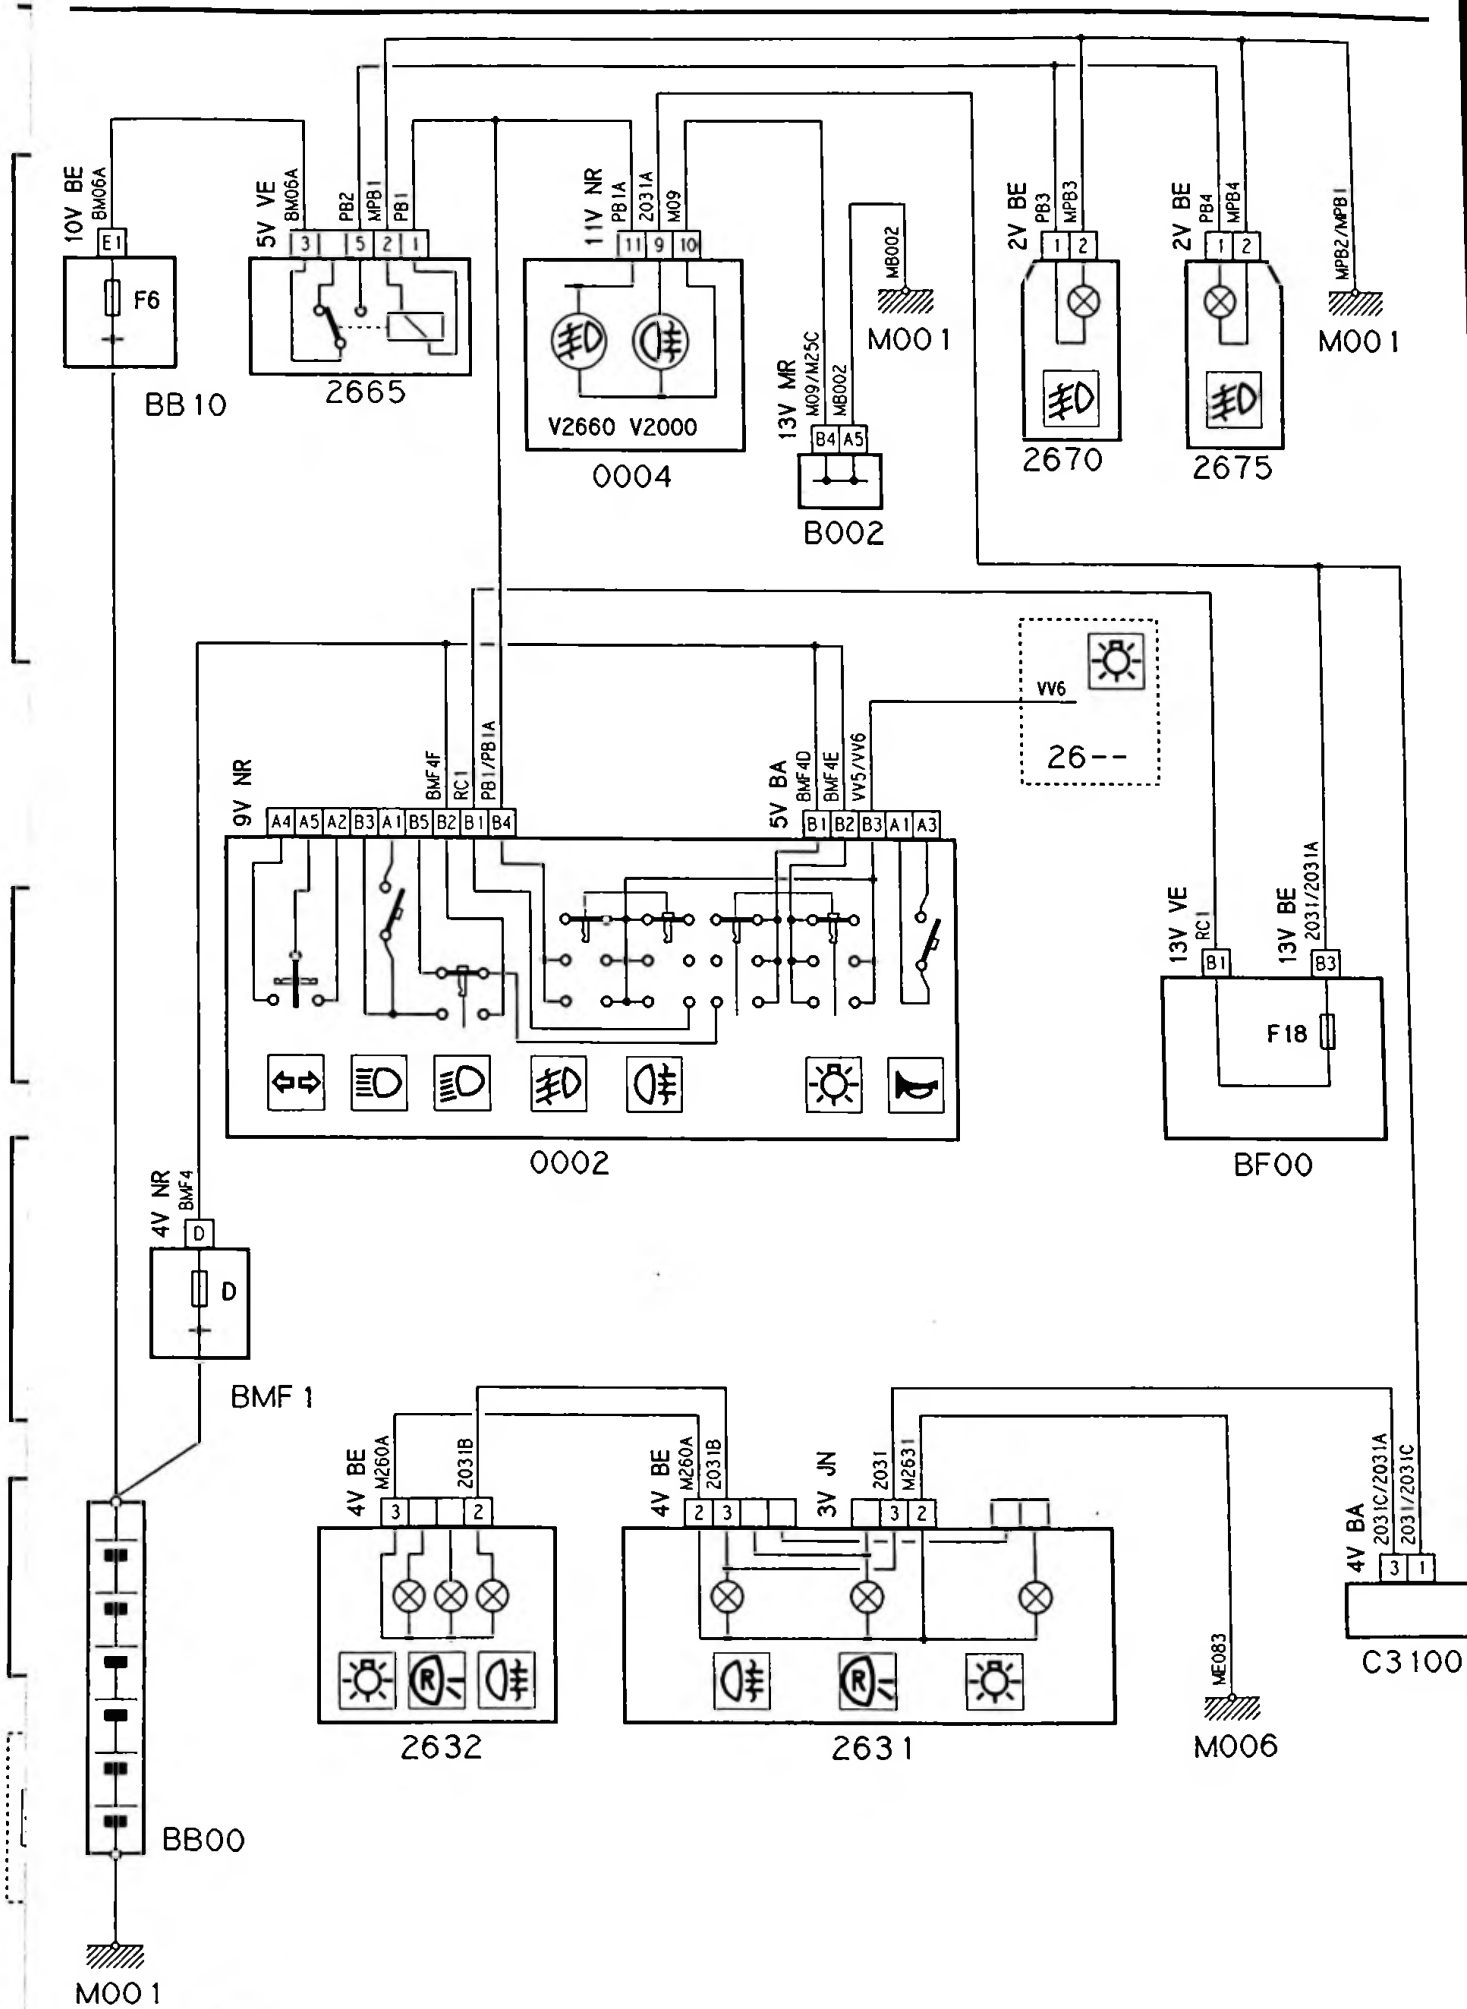 10V BE
BM06A
E1
F6
BB10
5V VE
BM06A
PB2
MPB1
PB1
3
5
2
1
2665
11V NR
PB1A
2031A
M09
11
9
10
V2660
V2000
0004
13V MR
M09/M25C
MB002
B4
A5
B002
MB002
M001
2V BE
PB3
MPB3
1
2
2670
2V BE
PB4
MPB4
1
2
2675
MPB2/MPB1
M001
VV6
26--
9V NR
BMF4F
RC1
PB1/PB1A
A4
A5
A2
B3
A1
B5
B2
B1
B4
5V BA
BMF4D
BMF4E
VV5/VV6
B1
B2
B3
A1
A3
0002
13V VE
RC1
B1
13V BE
2031/2031A
B3
F18
BF00
4V NR
BMF4
D
D
BMF1
4V BE
M260A
2031B
3
2
R
2632
4V BE
M260A
2031B
2
3
3V JN
2031
M2631
3
2
R
2631
ME083
M006
4V BA
2031C/2031A
2031/2031C
3
1
C3100
BB00
M001